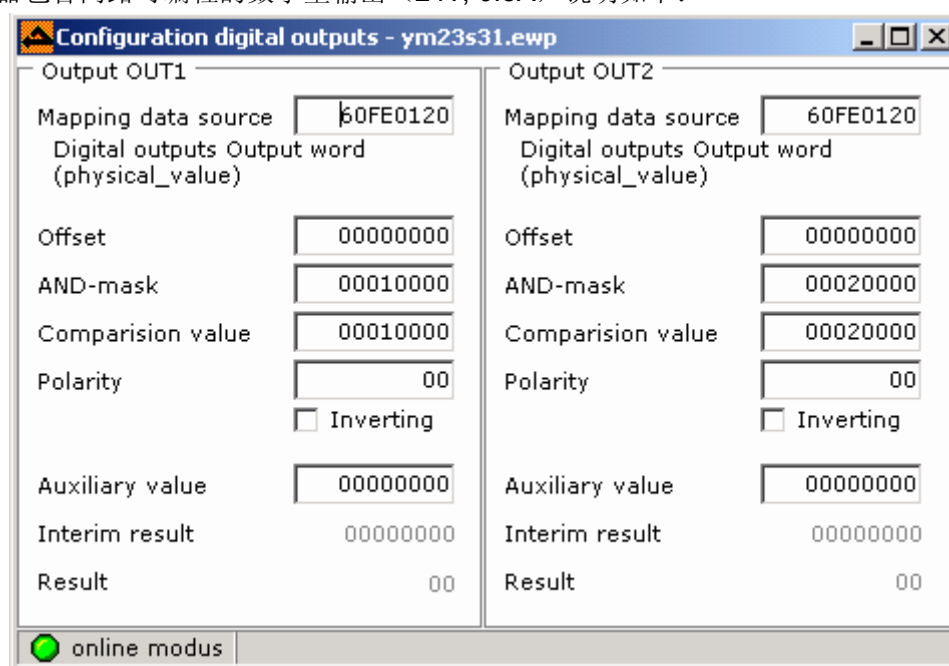 Configuration digital outputs - ym23s31.ewp
Output OUT1
Mapping data source 60FE0120
Digital outputs Output word
(physical_value)
Offset 00000000
AND-mask 00010000
Comparision value 00010000
Polarity 00
Inverting
Auxiliary value 00000000
Interim result 00000000
Result 00
Output OUT2
Mapping data source 60FE0120
Digital outputs Output word
(physical_value)
Offset 00000000
AND-mask 00020000
Comparision value 00020000
Polarity 00
Inverting
Auxiliary value 00000000
Interim result 00000000
Result 00
online modus